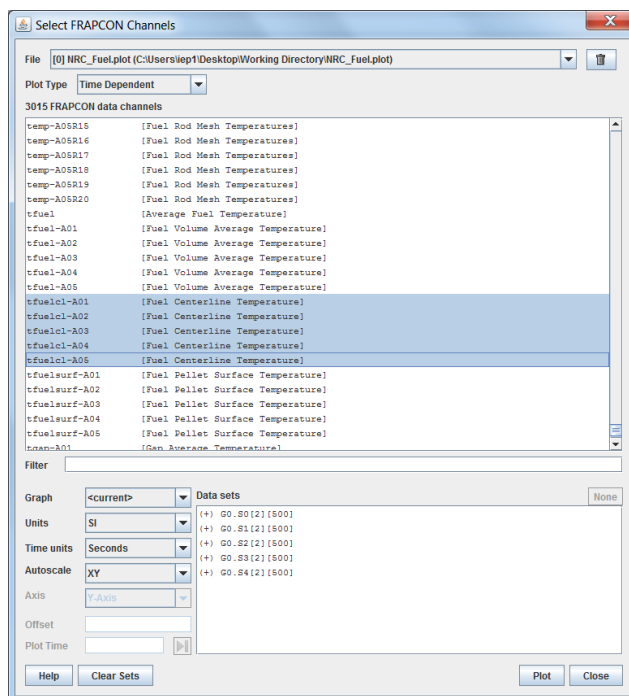 Select FRAPCON Channels
File [0] NRC_Fuel.plot (C:\Users\iep1\Desktop\Working Directory\NRC_Fuel.plot)
Plot Type Time Dependent
3015 FRAPCON data channels
temp-A05R15 [Fuel Rod Mesh Temperatures]
temp-A05R16 [Fuel Rod Mesh Temperatures]
temp-A05R17 [Fuel Rod Mesh Temperatures]
temp-A05R18 [Fuel Rod Mesh Temperatures]
temp-A05R19 [Fuel Rod Mesh Temperatures]
temp-A05R20 [Fuel Rod Mesh Temperatures]
tfuel [Average Fuel Temperature]
tfuel-A01 [Fuel Volume Average Temperature]
tfuel-A02 [Fuel Volume Average Temperature]
tfuel-A03 [Fuel Volume Average Temperature]
tfuel-A04 [Fuel Volume Average Temperature]
tfuel-A05 [Fuel Volume Average Temperature]
tfuelcl-A01 [Fuel Centerline Temperature]
tfuelcl-A02 [Fuel Centerline Temperature]
tfuelcl-A03 [Fuel Centerline Temperature]
tfuelcl-A04 [Fuel Centerline Temperature]
tfuelcl-A05 [Fuel Centerline Temperature]
tfuelsurf-A01 [Fuel Pellet Surface Temperature]
tfuelsurf-A02 [Fuel Pellet Surface Temperature]
tfuelsurf-A03 [Fuel Pellet Surface Temperature]
tfuelsurf-A04 [Fuel Pellet Surface Temperature]
tfuelsurf-A05 [Fuel Pellet Surface Temperature]
tgap-A01 [Gap Average Temperature]
Filter
Graph <current>
Units SI
Time units Seconds
Autoscale XY
Axis Y-Axis
Offset
Plot Time
Data sets None
(+) G0.S0[2][500]
(+) G0.S1[2][500]
(+) G0.S2[2][500]
(+) G0.S3[2][500]
(+) G0.S4[2][500]
Help Clear Sets Plot Close